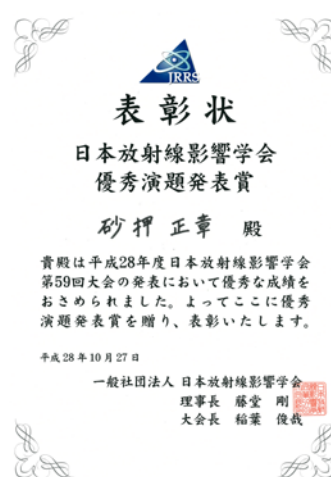 JRRS
表彰状
日本放射線影響学会
優秀演題発表賞
砂押 正章 殿
貴殿は平成28年度日本放射線影響学会
第59回大会の発表において優秀な成績を
おさめられました。よってここに優秀
演題発表賞を贈り、表彰いたします。
平成28年10月27日
一般社団法人 日本放射線影響学会
理事長 藤堂 剛
大会長 稲葉 俊哉